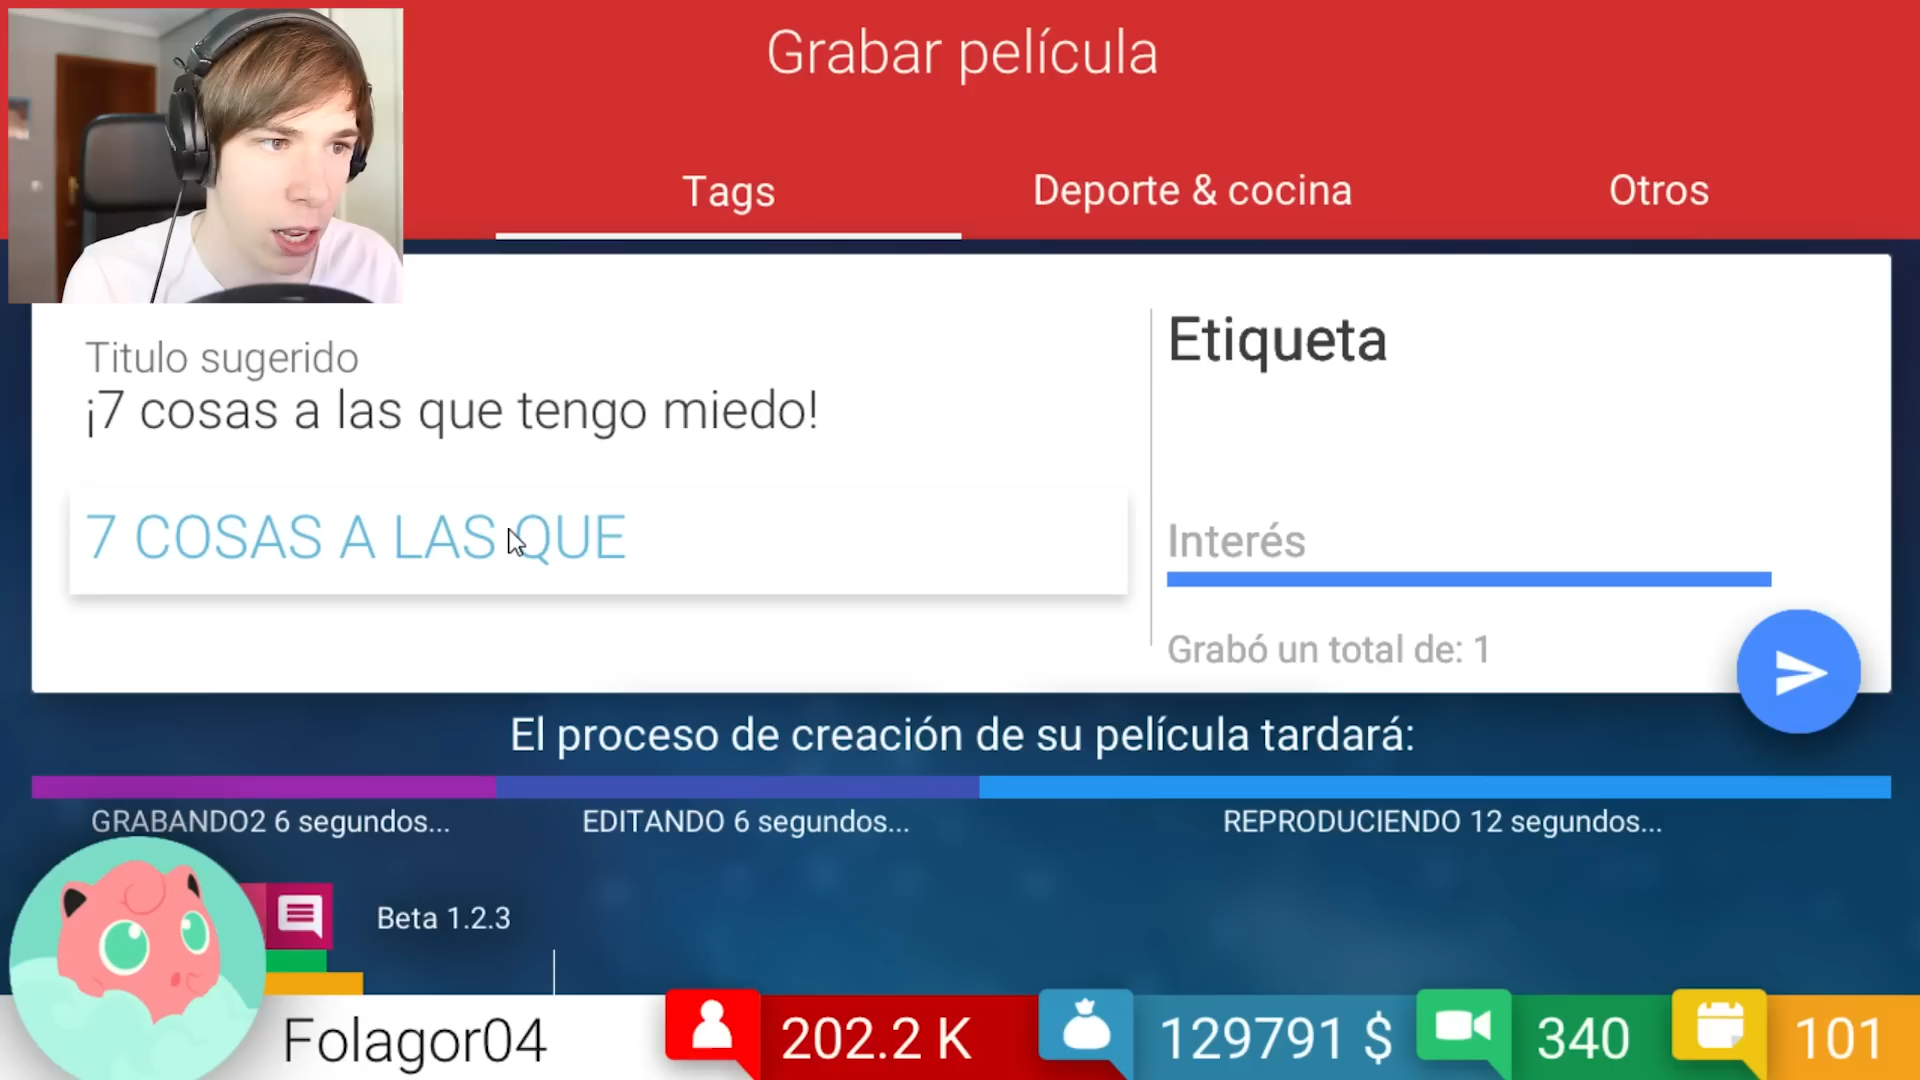 Grabar película
Tags
Deporte & cocina
Otros
Titulo sugerido
¡7 cosas a las que tengo miedo!
7 COSAS A LAS QUE
Etiqueta
Interés
Grabó un total de: 1
El proceso de creación de su película tardará:
GRABANDO2 6 segundos...
EDITANDO 6 segundos...
REPRODUCIENDO 12 segundos...
Beta 1.2.3
Folagor04
202.2 K
129791 $
340
101